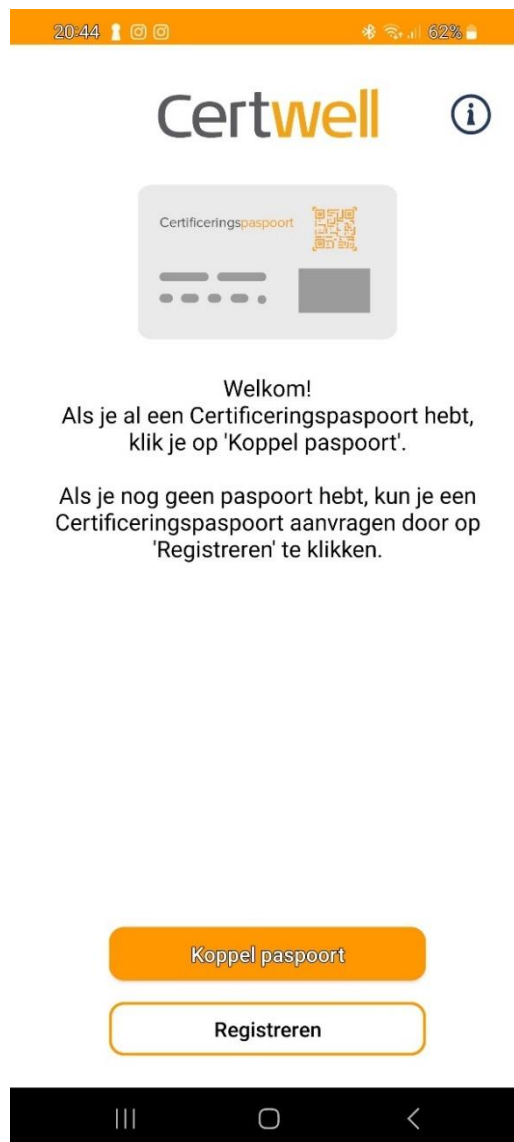 20:44 62%
Certwell
Certificeringspaspoort
Welkom!
Als je al een Certificeringspaspoort hebt,
klik je op 'Koppel paspoort'.
Als je nog geen paspoort hebt, kun je een
Certificeringspaspoort aanvragen door op
'Registreren' te klikken.
Koppel paspoort
Registreren